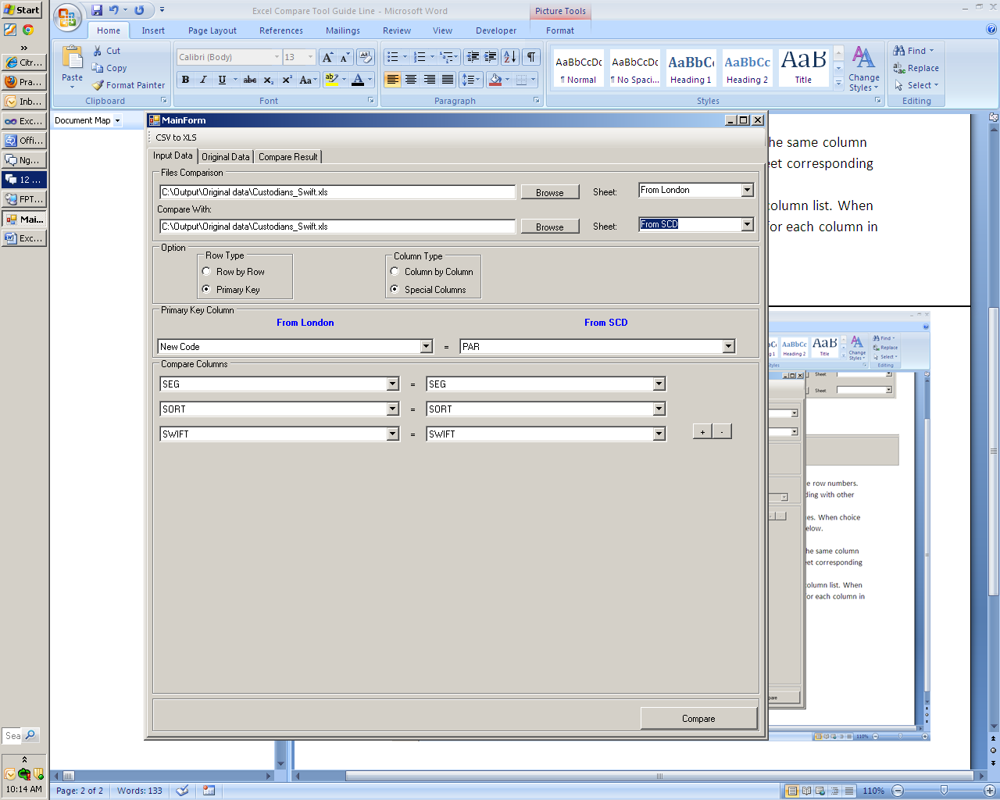 Start
Excel Compare Tool Guide Line - Microsoft Word
Picture Tools
Home Insert Page Layout References Mailings Review View Developer Format
Paste
Cut
Copy
Format Painter
Clipboard
Calibri (Body) 13
Font
Paragraph
AaBbCcDc AaBbCcDc AaBbC AaBbCc AaB
¶ Normal ¶ No Spaci... Heading 1 Heading 2 Title
Change Styles
Styles
Find
Replace
Select
Editing
Citr...
Pra...
Inb...
Exc...
Offi...
Ng...
12 ...
FPT...
Mai...
Exc...
Sea
10:14 AM
Document Map
MainForm
CSV to XLS
Input Data Original Data Compare Result
Files Comparison
C:\Output\Original data\Custodians_Swift.xls Browse Sheet: From London
Compare With:
C:\Output\Original data\Custodians_Swift.xls Browse Sheet: From SCD
Option
Row Type
Row by Row
Primary Key
Column Type
Column by Column
Special Columns
Primary Key Column
From London From SCD
New Code = PAR
Compare Columns
SEG = SEG
SORT = SORT
SWIFT = SWIFT
+ -
Compare
he same column
et corresponding
column list. When
for each column in
Find
Replace
Select
Editing
AaBbCc AaB
Heading 2 Title
Change
Styles
Sheet:
Sheet:
e row numbers.
ding with other
es. When choice
elow.
he same column
et corresponding
olumn list. When
or each column in
110%
Page: 2 of 2 Words: 133 110%